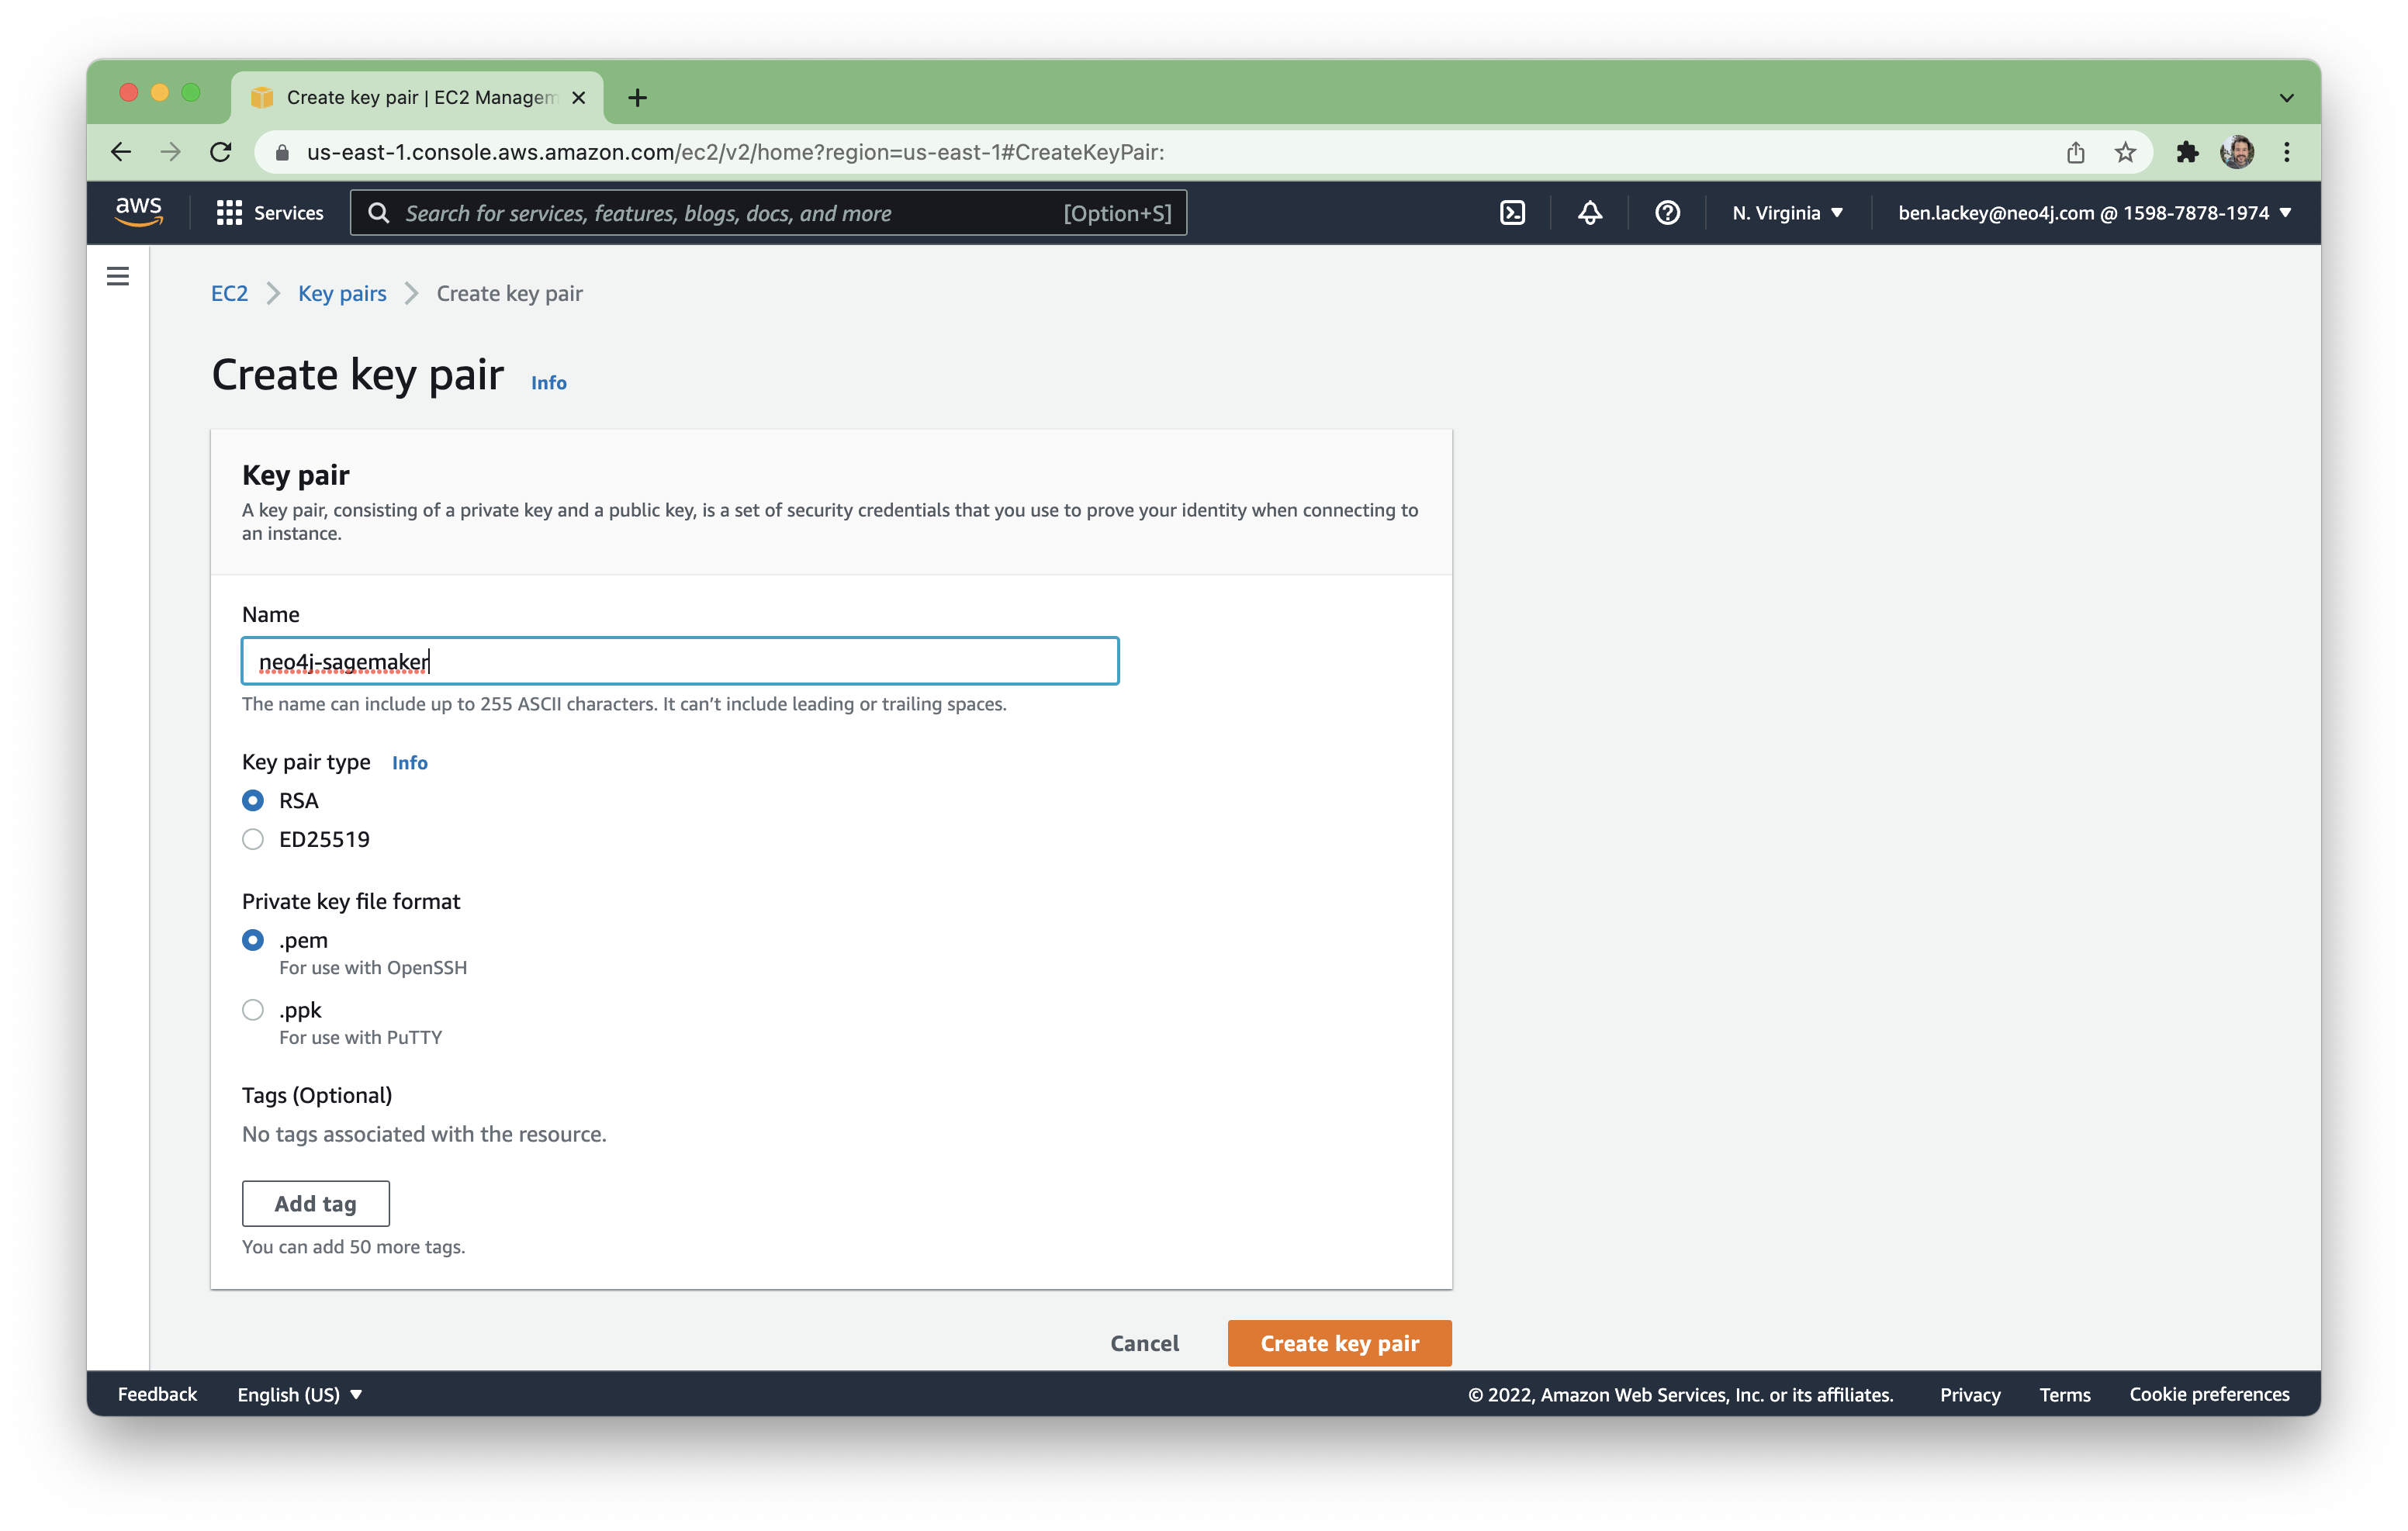 Create key pair | EC2 Managem
us-east-1.console.aws.amazon.com/ec2/v2/home?region=us-east-1#CreateKeyPair:
aws
Services
Search for services, features, blogs, docs, and more
[Option+S]
N. Virginia
ben.lackey@neo4j.com @ 1598-7878-1974
EC2
Key pairs
Create key pair
Create key pair
Info
Key pair
A key pair, consisting of a private key and a public key, is a set of security credentials that you use to prove your identity when connecting to
an instance.
Name
neo4j-sagemaker
The name can include up to 255 ASCII characters. It can’t include leading or trailing spaces.
Key pair type
Info
RSA
ED25519
Private key file format
.pem
For use with OpenSSH
.ppk
For use with PuTTY
Tags (Optional)
No tags associated with the resource.
Add tag
You can add 50 more tags.
Cancel
Create key pair
Feedback
English (US)
© 2022, Amazon Web Services, Inc. or its affiliates.
Privacy
Terms
Cookie preferences